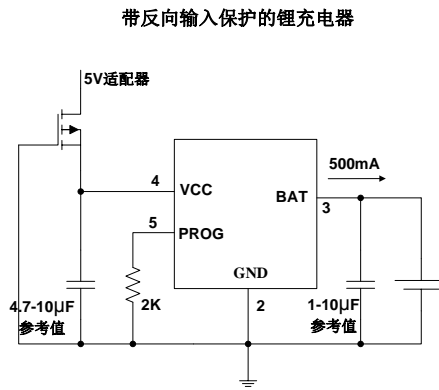 带反向输入保护的锂充电器
5V适配器
500mA
4
VCC
BAT
3
5
PROG
GND
4.7-10µF
参考值
2K
2
1-10µF
参考值